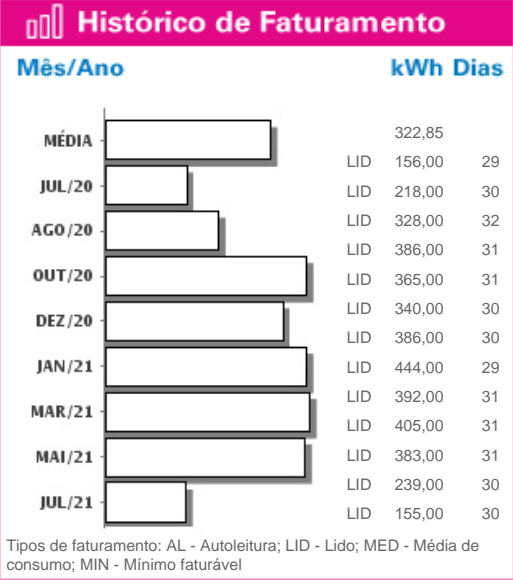 Histórico de Faturamento
Mês/Ano kWh Dias
MÉDIA
JUL/20
AGO/20
OUT/20
DEZ/20
JAN/21
MAR/21
MAI/21
JUL/21
322,85
LID 156,00 29
LID 218,00 30
LID 328,00 32
LID 386,00 31
LID 365,00 31
LID 340,00 30
LID 386,00 30
LID 444,00 29
LID 392,00 31
LID 405,00 31
LID 383,00 31
LID 239,00 30
LID 155,00 30
Tipos de faturamento: AL - Autoleitura; LID - Lido; MED - Média de
consumo; MIN - Mínimo faturável